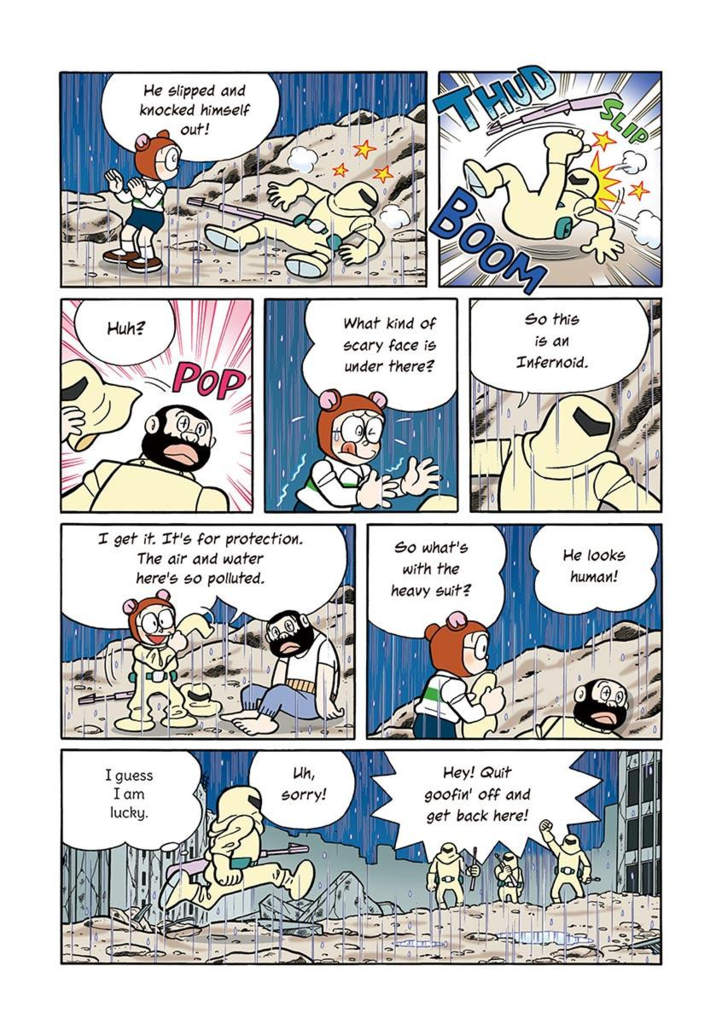 SLIP
THUD
BOOM
He slipped and
knocked himself
out!
So this
is an
Infernoid.
What kind of
scary face is
under there?
POP
Huh?
He looks
human!
So what's
with the
heavy suit?
I get it. It's for protection.
The air and water
here's so polluted.
Hey! Quit
goofin' off and
get back here!
Uh,
sorry!
I guess
I am
lucky.